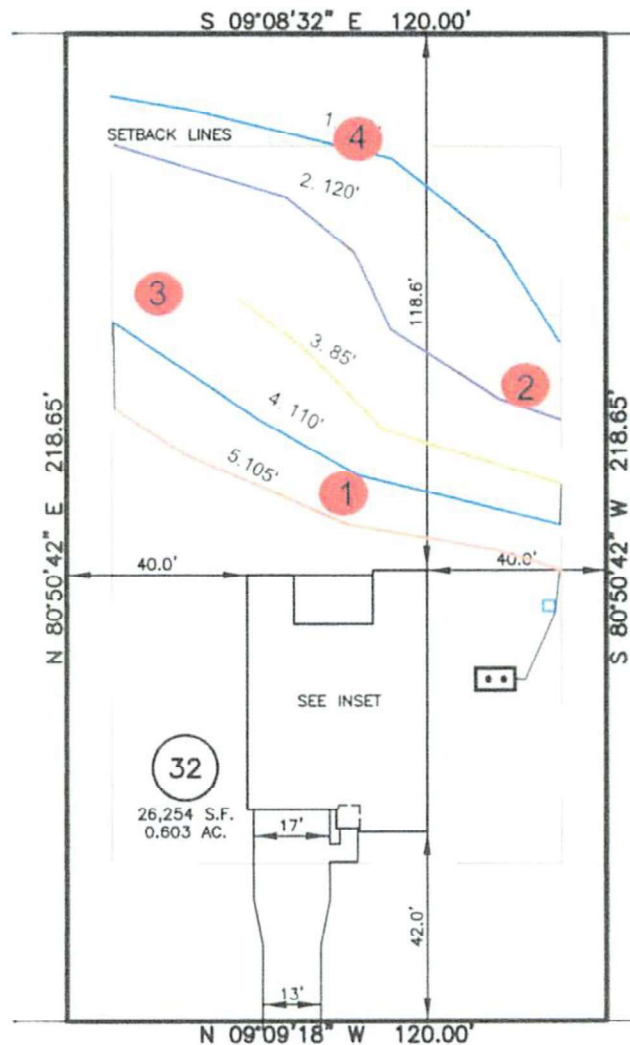 S 09°08'32" E 120.00'
1.
4
SETBACK LINES
2. 120'
3
118.6'
3. 85'
2
4. 110'
5.105'
1
N 80°50'42" E 218.65'
S 80°50'42" W 218.65'
40.0'
40.0'
SEE INSET
32
26,254 S.F.
0.603 AC.
17'
42.0'
13'
N 09°09'18" W 120.00'